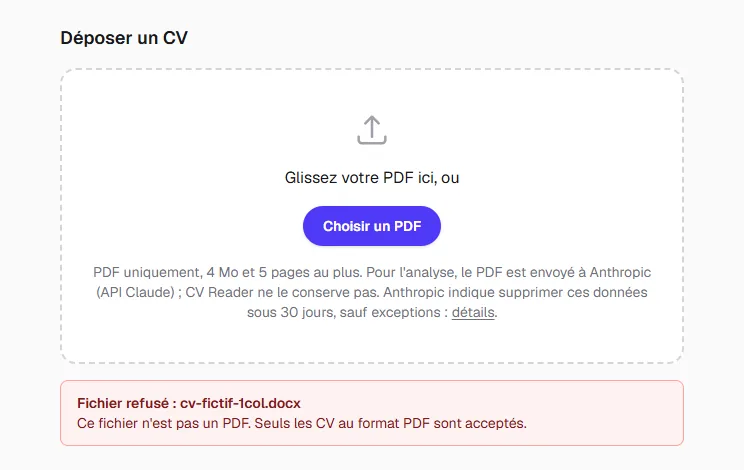 Déposer un CV
Glissez votre PDF ici, ou
Choisir un PDF
PDF uniquement, 4 Mo et 5 pages au plus. Pour l'analyse, le PDF est envoyé à Anthropic
(API Claude) ; CV Reader ne le conserve pas. Anthropic indique supprimer ces données
sous 30 jours, sauf exceptions : détails.
Fichier refusé : cv-fictif-1col.docx
Ce fichier n'est pas un PDF. Seuls les CV au format PDF sont acceptés.